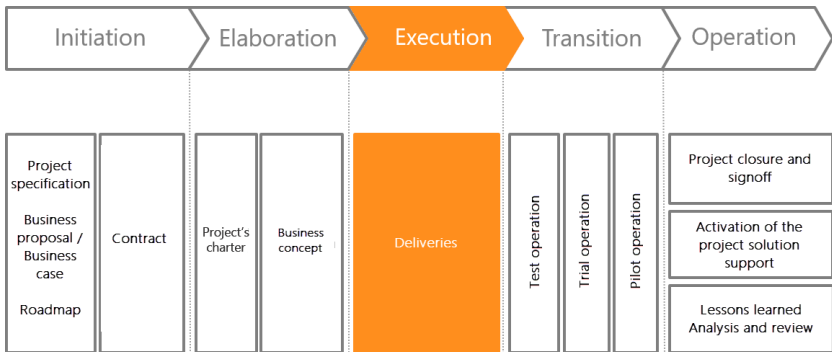 Initiation
Elaboration
Execution
Transition
Operation
Project
specification
Business
proposal /
Business
case
Roadmap
Contract
Project's
charter
Business
concept
Deliveries
Test operation
Trial operation
Pilot operation
Project closure and
signoff
Activation of the
project solution
support
Lessons learned
Analysis and review